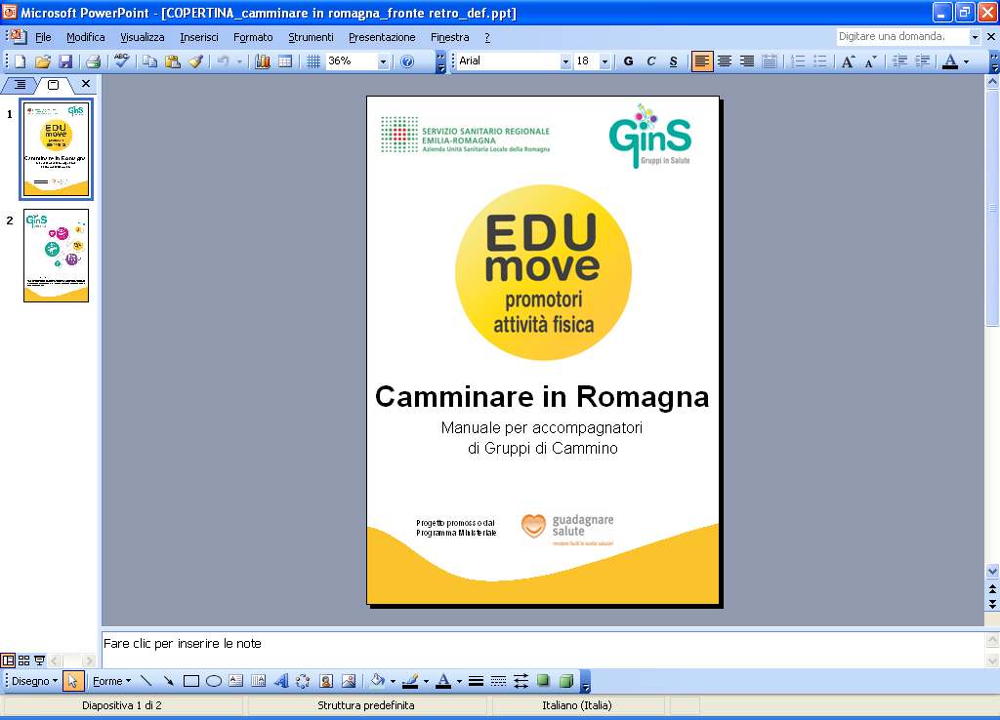 Microsoft PowerPoint - [COPERTINA_camminare in romagna_fronte retro_def.ppt]
File Modifica Visualizza Inserisci Formato Strumenti Presentazione Finestra ? Digitare una domanda.
36% Arial 18 G C S
1
2
SERVIZIO SANITARIO REGIONALE
EMILIA-ROMAGNA
Azienda Unità Sanitaria Locale della Romagna
GinS
Gruppi in Salute
EDU
move
promotori
attività fisica
Camminare in Romagna
Manuale per accompagnatori
di Gruppi di Cammino
Progetto promosso dal
Programma Ministeriale
guadagnare
salute
rendere facili le scelte salutari
Fare clic per inserire le note
Disegno Forme
Diapositiva 1 di 2 Struttura predefinita Italiano (Italia)